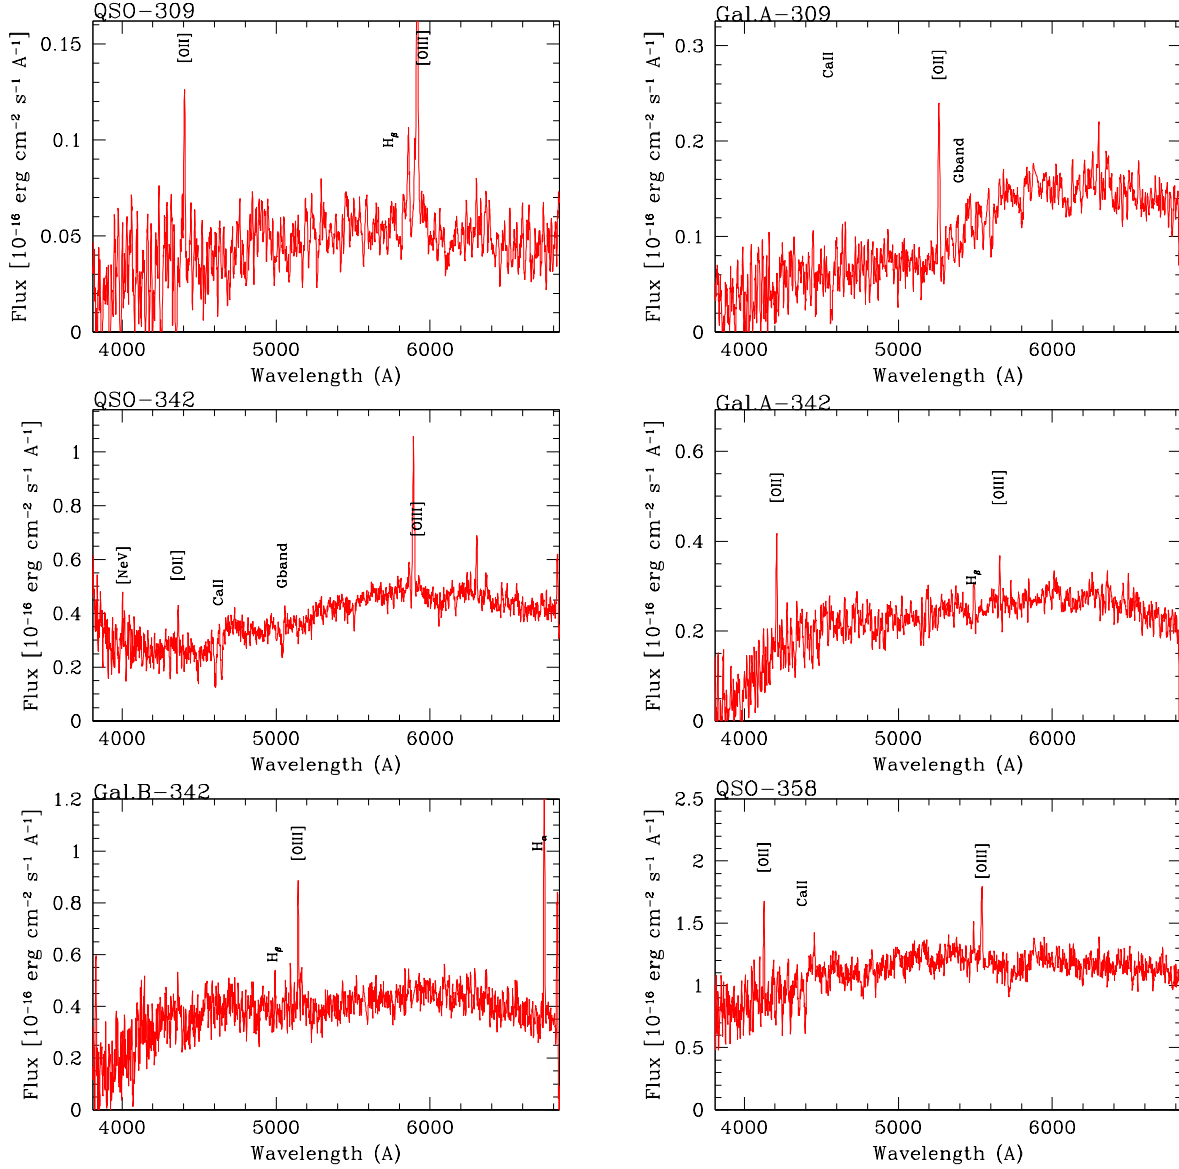 QSO−309
Flux [10⁻¹⁶ erg cm⁻² s⁻¹ A⁻¹]
0.15
0.1
0.05
0
[OII]
Hβ
[OIII]
4000 5000 6000
Wavelength (A)
Gal.A−309
Flux [10⁻¹⁶ erg cm⁻² s⁻¹ A⁻¹]
0.3
0.2
0.1
0
CaII
[OII]
Gband
4000 5000 6000
Wavelength (A)
QSO−342
Flux [10⁻¹⁶ erg cm⁻² s⁻¹ A⁻¹]
1
0.8
0.6
0.4
0.2
0
[NeV]
[OII]
CaII
Gband
[OIII]
4000 5000 6000
Wavelength (A)
Gal.A−342
Flux [10⁻¹⁶ erg cm⁻² s⁻¹ A⁻¹]
0.6
0.4
0.2
0
[OII]
Hβ
[OIII]
4000 5000 6000
Wavelength (A)
Gal.B−342
Flux [10⁻¹⁶ erg cm⁻² s⁻¹ A⁻¹]
1.2
1
0.8
0.6
0.4
0.2
0
Hβ
[OIII]
Hα
4000 5000 6000
Wavelength (A)
QSO−358
Flux [10⁻¹⁶ erg cm⁻² s⁻¹ A⁻¹]
2.5
2
1.5
1
0.5
0
[OII]
CaII
[OIII]
4000 5000 6000
Wavelength (A)